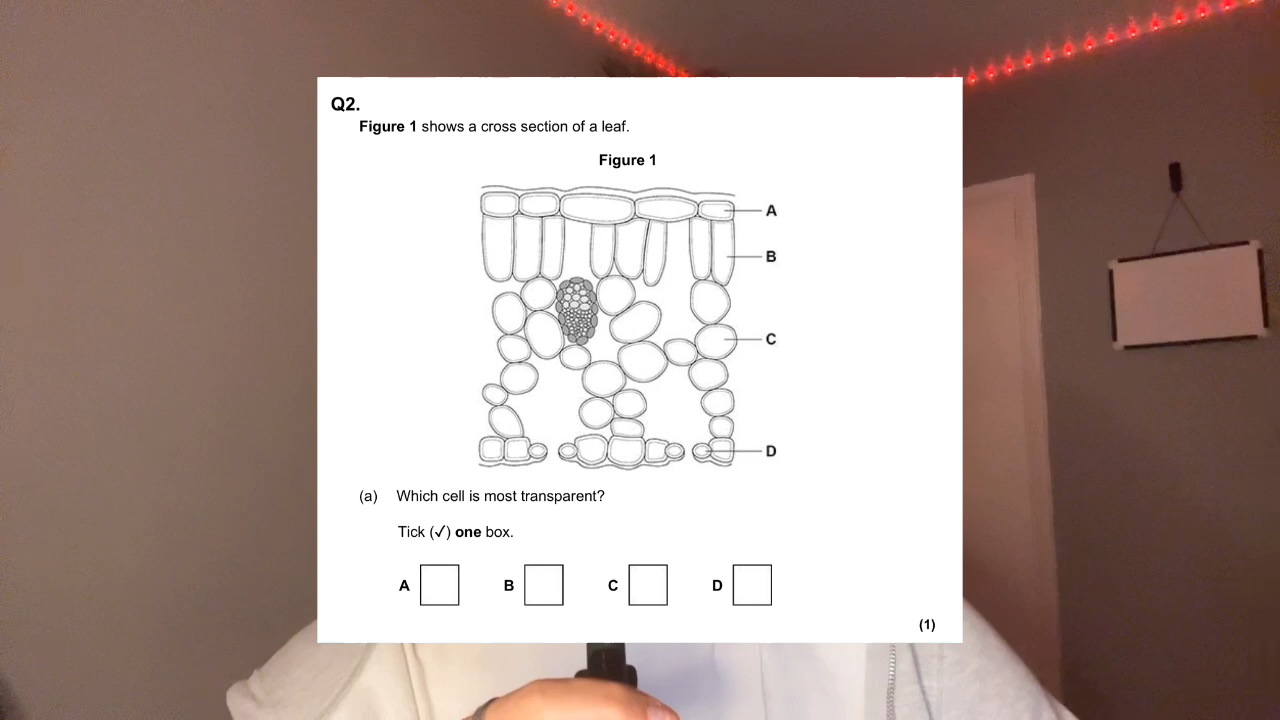 Q2.
Figure 1 shows a cross section of a leaf.
Figure 1
A
B
C
D
(a) Which cell is most transparent?
Tick (✓) one box.
A B C D
(1)